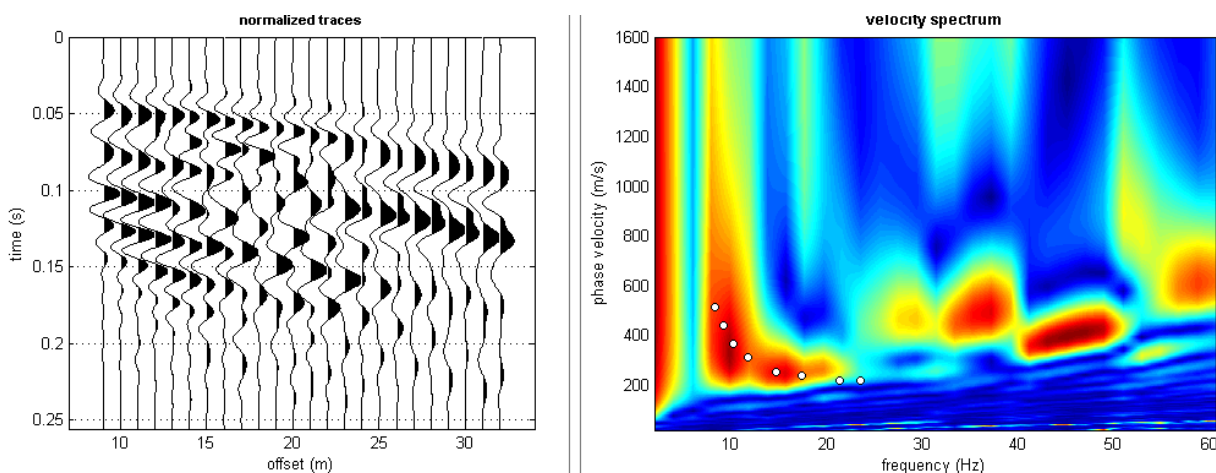 normalized traces
0
0.05
0.1
0.15
0.2
0.25
time (s)
10 15 20 25 30
offset (m)
velocity spectrum
1600
1400
1200
1000
800
600
400
200
phase velocity (m/s)
10 20 30 40 50 60
frequency (Hz)